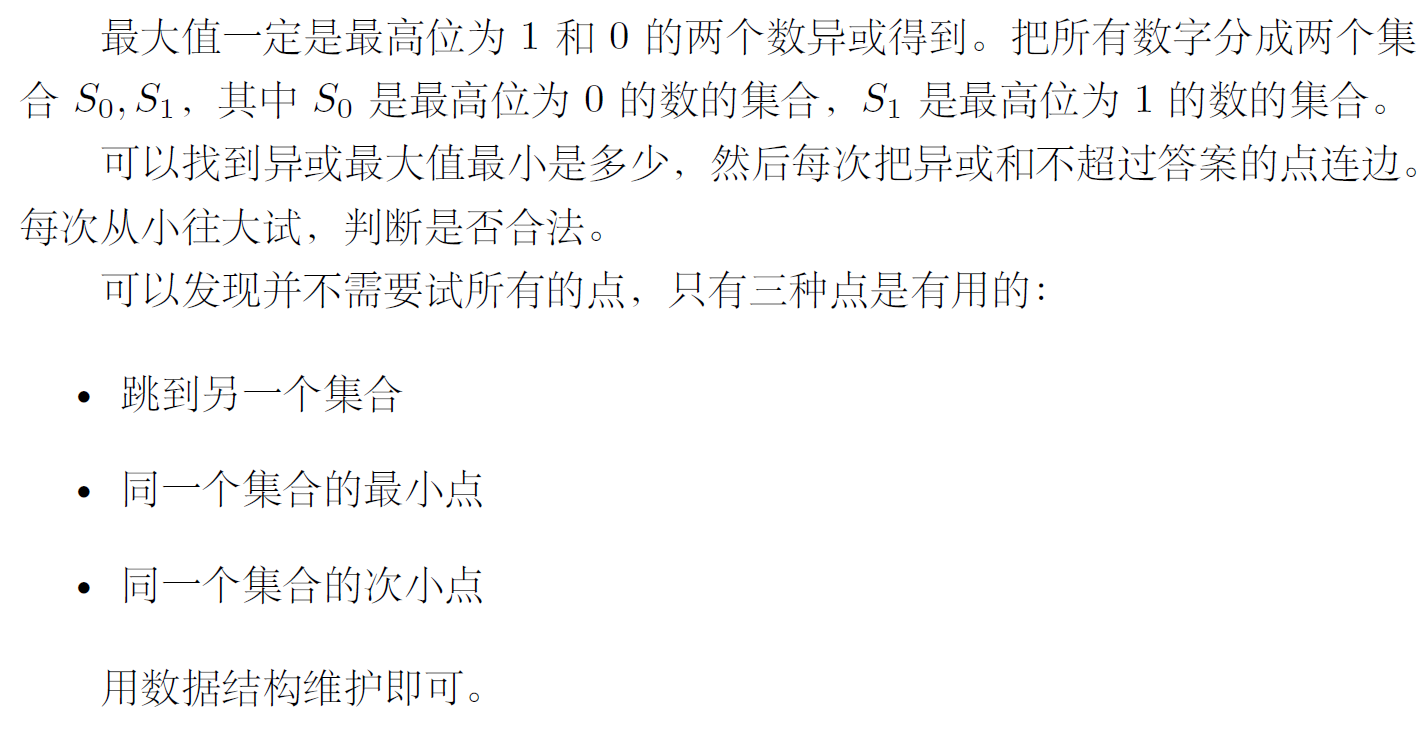 最大值一定是最高位为 1 和 0 的两个数异或得到。把所有数字分成两个集
合 S₀, S₁，其中 S₀ 是最高位为 0 的数的集合，S₁ 是最高位为 1 的数的集合。
可以找到异或最大值最小是多少，然后每次把异或和不超过答案的点连边。
每次从小往大试，判断是否合法。
可以发现并不需要试所有的点，只有三种点是有用的：
• 跳到另一个集合
• 同一个集合的最小点
• 同一个集合的次小点
用数据结构维护即可。